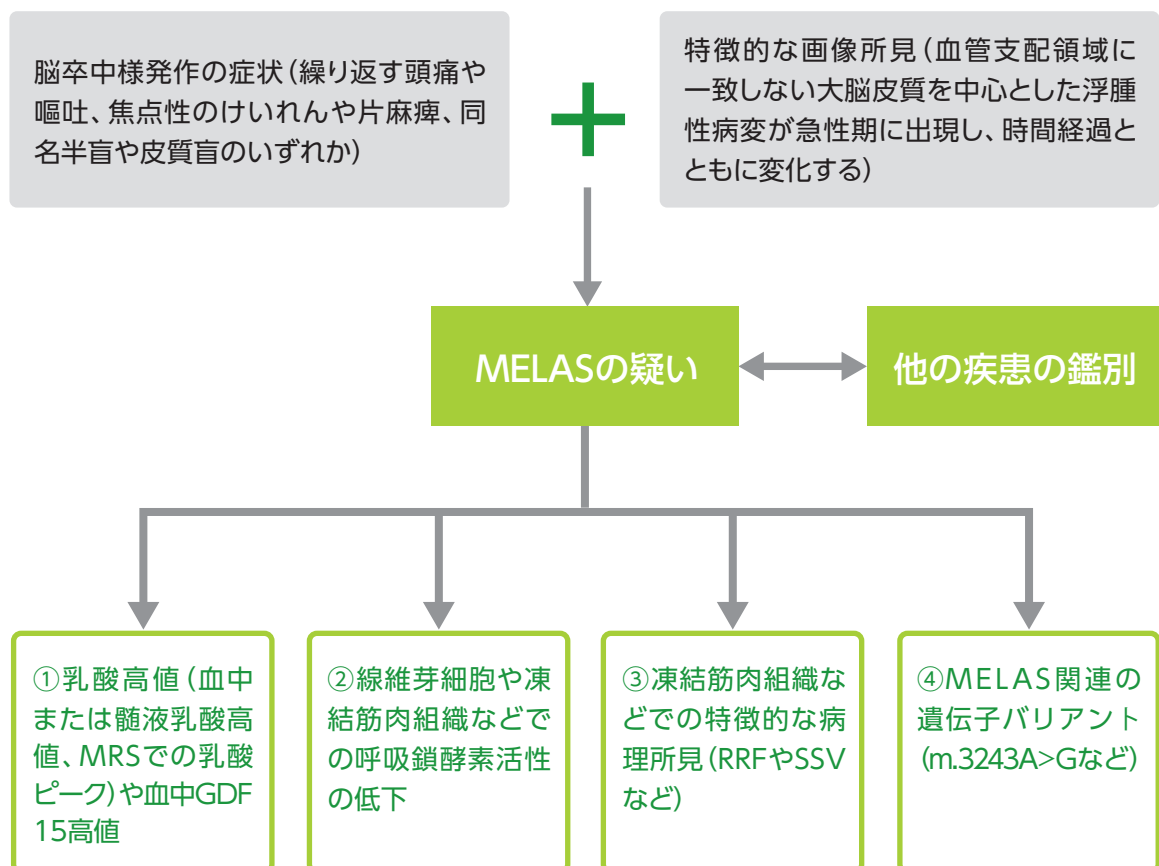 脳卒中様発作の症状(繰り返す頭痛や
嘔吐、焦点性のけいれんや片麻痺、同
名半盲や皮質盲のいずれか)
特徴的な画像所見(血管支配領域に
一致しない大脳皮質を中心とした浮腫
性病変が急性期に出現し、時間経過と
ともに変化する)
MELASの疑い
他の疾患の鑑別
①乳酸高値(血中
または髄液乳酸高
値、MRSでの乳酸
ピーク)や血中GDF
15高値
②線維芽細胞や凍
結筋肉組織などで
の呼吸鎖酵素活性
の低下
③凍結筋肉組織な
どでの特徴的な病
理所見(RRFやSSV
など)
④MELAS関連の
遺伝子バリアント
(m.3243A>Gなど)